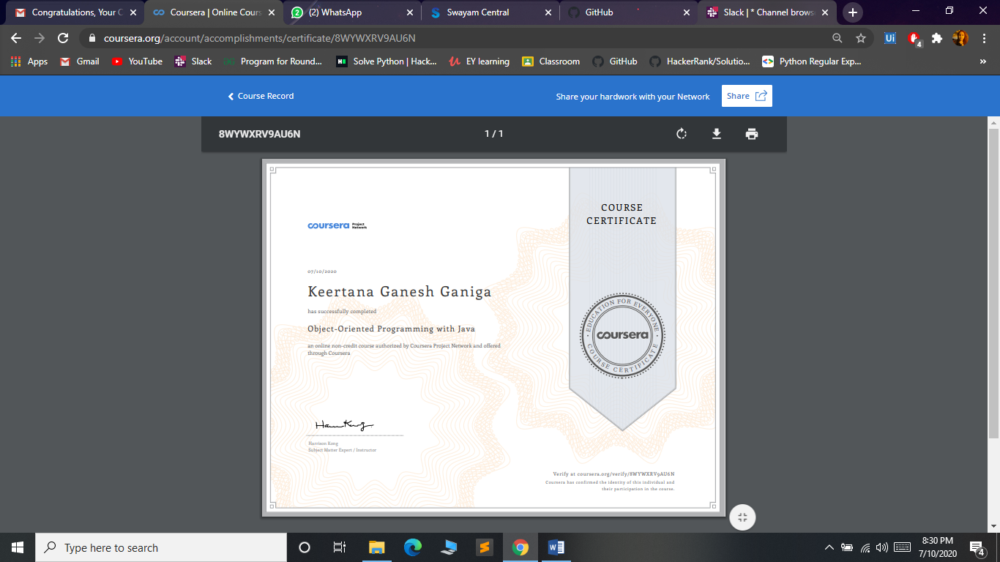 Congratulations, Your C
Coursera | Online Cours
(2) WhatsApp
Swayam Central
GitHub
Slack | * Channel brows
coursera.org/account/accomplishments/certificate/8WYWXRV9AU6N
Ui
4
Apps
Gmail
YouTube
Slack
Program for Round...
Solve Python | Hack...
EY learning
Classroom
GitHub
HackerRank/Solutio...
Python Regular Exp...
»
Course Record
Share your hardwork with your Network
Share
8WYWXRV9AU6N
1 / 1
COURSE
CERTIFICATE
coursera Project
Network
07/10/2020
Keertana Ganesh Ganiga
has successfully completed
Object-Oriented Programming with Java
an online non-credit course authorized by Coursera Project Network and offered
through Coursera
EDUCATION FOR EVERYONE
coursera
COURSE CERTIFICATE
Harrison Kong
Subject Matter Expert / Instructor
Verify at coursera.org/verify/8WYWXRV9AU6N
Coursera has confirmed the identity of this individual and
their participation in the course.
Type here to search
8:30 PM
7/10/2020
4